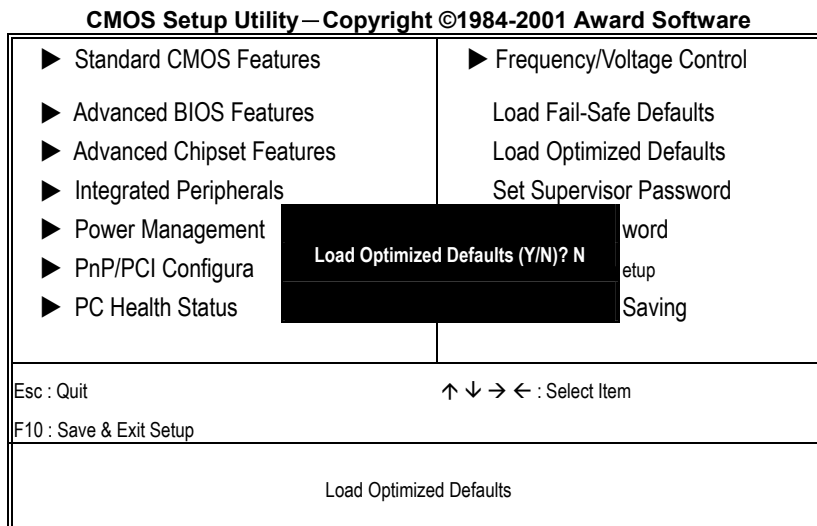 CMOS Setup Utility－Copyright ©1984-2001 Award Software
▶ Standard CMOS Features
▶ Advanced BIOS Features
▶ Advanced Chipset Features
▶ Integrated Peripherals
▶ Power Management
▶ PnP/PCI Configura
▶ PC Health Status
▶ Frequency/Voltage Control
Load Fail-Safe Defaults
Load Optimized Defaults
Set Supervisor Password
word
etup
Saving
Load Optimized Defaults (Y/N)? N
Esc : Quit
↑ ↓ → ← : Select Item
F10 : Save & Exit Setup
Load Optimized Defaults